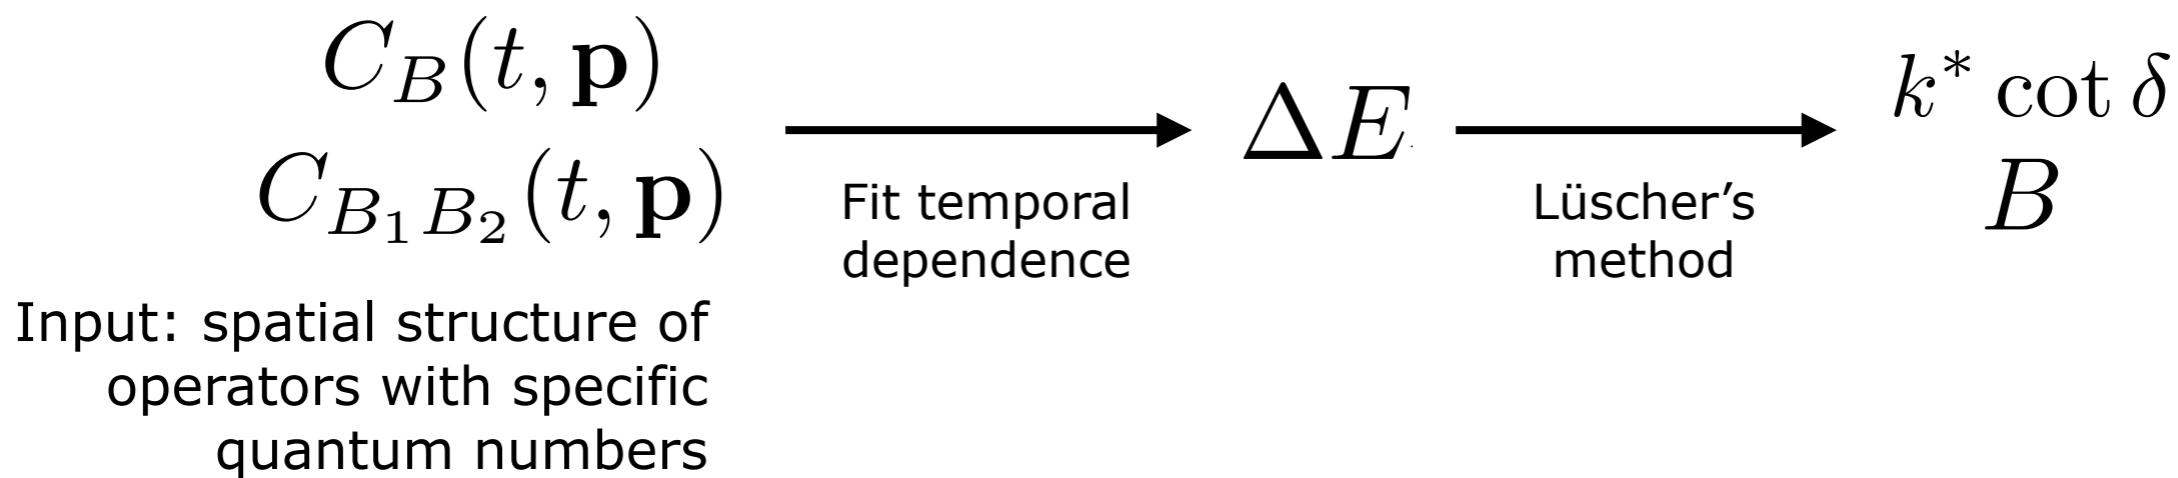 C_B(t, p)
C_{B_1 B_2}(t, p)
Input: spatial structure of
operators with specific
quantum numbers
Fit temporal
dependence
ΔE
Lüscher's
method
k* cot δ
B